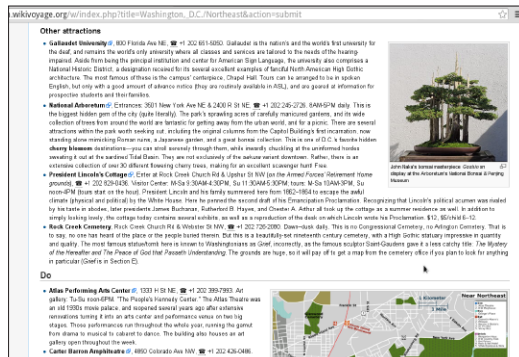 .wikivoyage.org/w/index.php?title=Washington,_D.C./Northeast&action=submit
Other attractions
Gallaudet University, 800 Florida Ave NE, ☎ +1 202 651-5050. Gallaudet is the nation's and the world's first university for
the deaf, and remains the world's only university where all classes and services are tailored to the needs of the hearing-
impaired. Aside from being the principal institution and center for American Sign Language, the university also comprises a
National Historic District, a designation received for its several excellent examples of fanciful North American High Gothic
architecture. The most famous of these is the campus' centerpiece, Chapel Hall. Tours can be arranged to be in spoken
English, but only with a good amount of advance notice (they are routinely available in ASL), and are geared at information for
prospective students and their families.
National Arboretum, Entrances: 3501 New York Ave NE & 2400 R St NE, ☎ +1 202 245-2726. 8AM-5PM daily. This is
the biggest hidden gem of the city (quite literally). The park's sprawling acres of carefully manicured gardens, and its wide
collection of trees from around the world are fantastic for getting away from the urban world, and for a picnic. There are several
attractions within the park worth seeking out, including the original columns from the Capitol Building's first incarnation, now
standing alone mimicking Roman ruins, a Japanese garden, and a great bonsai collection. This is one of D.C.'s favorite hidden
cherry blossom destinations—you can stroll serenely through them, while inwardly chuckling at the uninformed hordes
sweating it out at the sardined Tidal Basin. They are not exclusively of the sakura variant downtown. Rather, there is an
extensive collection of over 30 different flowering cherry trees, making for an excellent scavenger hunt! Free.
President Lincoln's Cottage, Enter at Rock Creek Church Rd & Upshur St NW (on the Armed Forces' Retirement Home
grounds), ☎ +1 202 829-0436. Visitor Center: M-Sa 9:30AM-4:30PM, Su 11:30AM-5:30PM; tours: M-Sa 10AM-3PM, Su
noon-4PM (tours start on the hour). President Lincoln and his family summered here from 1862–1864 to escape the awful
climate (physical and political) by the White House. Here he penned the second draft of his Emancipation Proclamation. Recognizing that Lincoln's political acumen was rivaled
by his taste in abodes, later presidents James Buchanan, Rutherford B. Hayes, and Chester A. Arthur all took up the cottage as a summer residence as well. In addition to
simply looking lovely, the cottage today contains several exhibits, as well as a reproduction of the desk on which Lincoln wrote his Proclamation. $12, $5/child 6-12.
Rock Creek Cemetery, Rock Creek Church Rd & Webster St NW, ☎ +1 202 726-2080. Dawn-dusk daily. This is no Congressional Cemetery, no Arlington Cemetery. That is
to say, no one has heard of the place or the people buried therein. But this is a beautifully-set nineteenth century cemetery, with a High Gothic statuary impressive in quantity
and quality. The most famous statue/tomb here is known to Washingtonians as Grief, incorrectly, as the famous sculptor Saint-Gaudens gave it a less catchy title: The Mystery
of the Hereafter and The Peace of God that Passeth Understanding. The grounds are huge, so it will pay off to get a map from the cemetery office if you plan to look for anything
in particular (Grief is in Section E).
John Naka's bonsai masterpiece Goshin on
display at the Arboretum's National Bonsai & Penjing
Museum
Do
Atlas Performing Arts Center, 1333 H St NE, ☎ +1 202 399-7993. Art
gallery: Tu-Su noon-6PM. "The People's Kennedy Center." The Atlas Theatre was
an old 1930s movie palace, and reopened several years ago after extensive
renovations turning it into an arts center and performance venue on two big
stages. Those performances run throughout the whole year, running the gamut
from drama to musical to cabaret to dance. The building also houses an art
gallery open throughout the week.
Carter Barron Amphitheatre, 4850 Colorado Ave NW, ☎ +1 202 426-0486.
Near Northeast